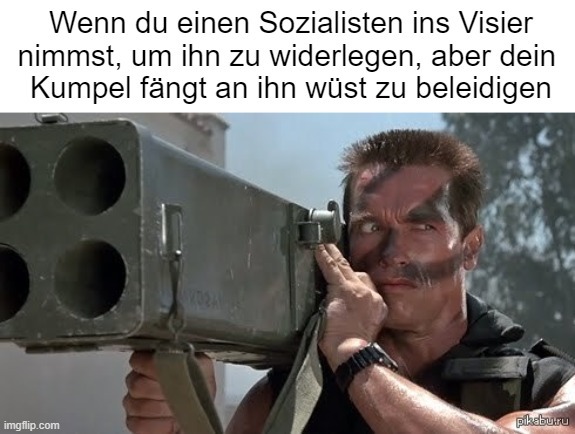 Wenn du einen Sozialisten ins Visier
nimmst, um ihn zu widerlegen, aber dein
Kumpel fängt an ihn wüst zu beleidigen
imgflip.com
pikabu.ru